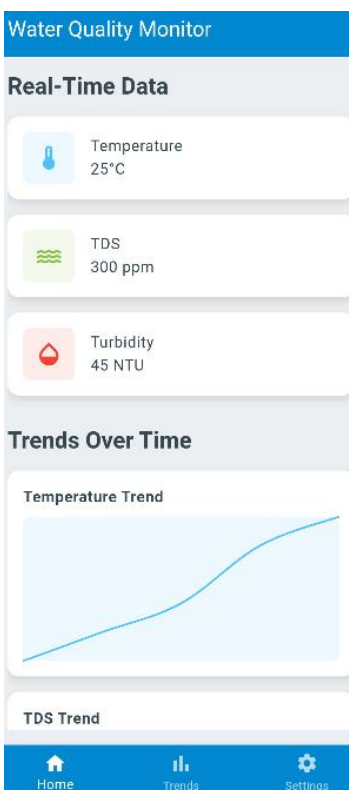 Water Quality Monitor
Real-Time Data
Temperature
25°C
TDS
300 ppm
Turbidity
45 NTU
Trends Over Time
Temperature Trend
TDS Trend
Home
Trends
Settings